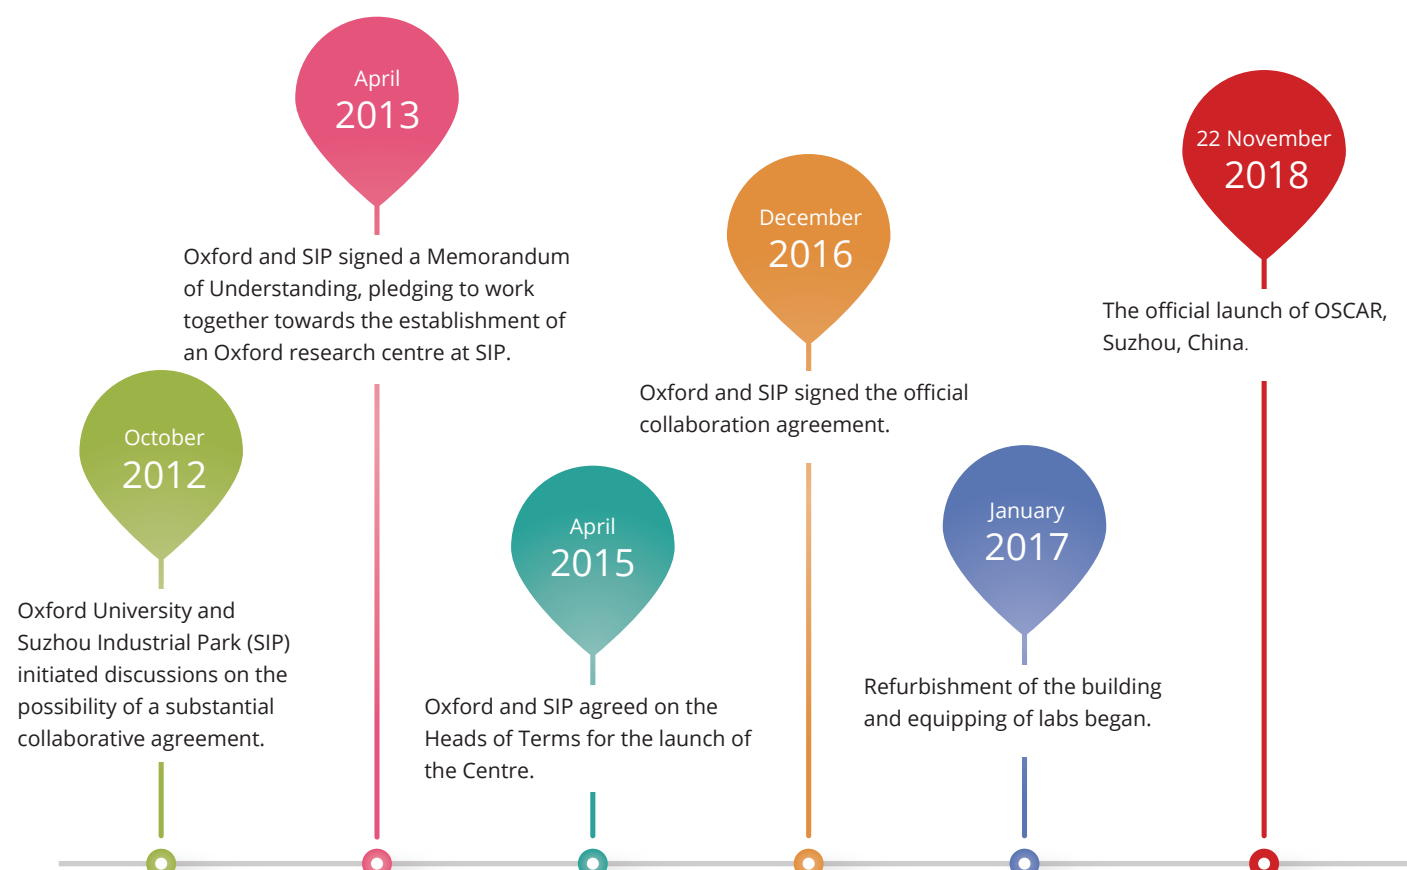 October
2012
Oxford University and
Suzhou Industrial Park (SIP)
initiated discussions on the
possibility of a substantial
collaborative agreement.
April
2013
Oxford and SIP signed a Memorandum
of Understanding, pledging to work
together towards the establishment of
an Oxford research centre at SIP.
April
2015
Oxford and SIP agreed on the
Heads of Terms for the launch of
the Centre.
December
2016
Oxford and SIP signed the official
collaboration agreement.
January
2017
Refurbishment of the building
and equipping of labs began.
22 November
2018
The official launch of OSCAR,
Suzhou, China.